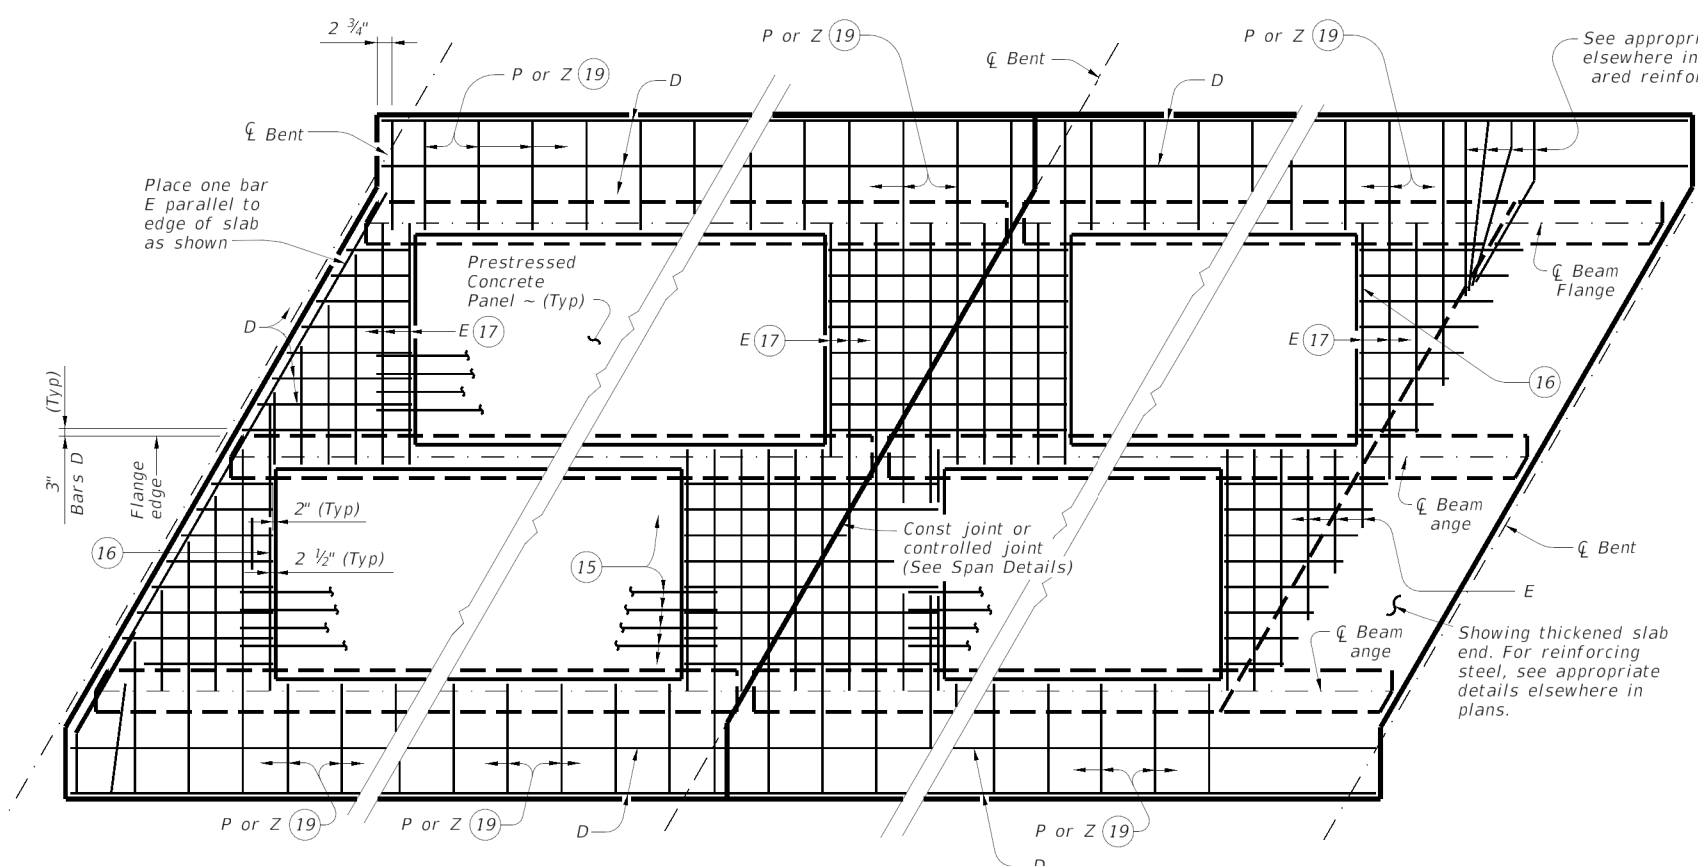 2 ¾"
P or Z 19
P or Z 19
P or Z 19
See appropri
elsewhere in
ared reinfor
D
℄ Bent
D
℄ Bent
Place one bar
E parallel to
edge of slab
as shown
Prestressed
Concrete
Panel ~ (Typ)
℄ Beam
Flange
D
E 17
E 17
E 17
16
(Typ)
3"
Bars D
Flange
edge
2" (Typ)
16
2 ½" (Typ)
15
Const joint or
controlled joint
(See Span Details)
℄ Beam
ange
℄ Bent
E
℄ Beam
ange
Showing thickened slab
end. For reinforcing
steel, see appropriate
details elsewhere in
plans.
P or Z 19
P or Z 19
D
P or Z 19
D